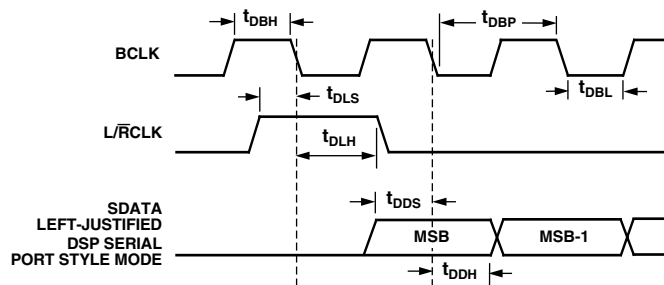 tDBH
tDBP
BCLK
tDLS
tDBL
L/R̅CLK
tDLH
SDATA
LEFT-JUSTIFIED
DSP SERIAL
PORT STYLE MODE
tDDS
MSB
MSB-1
tDDH